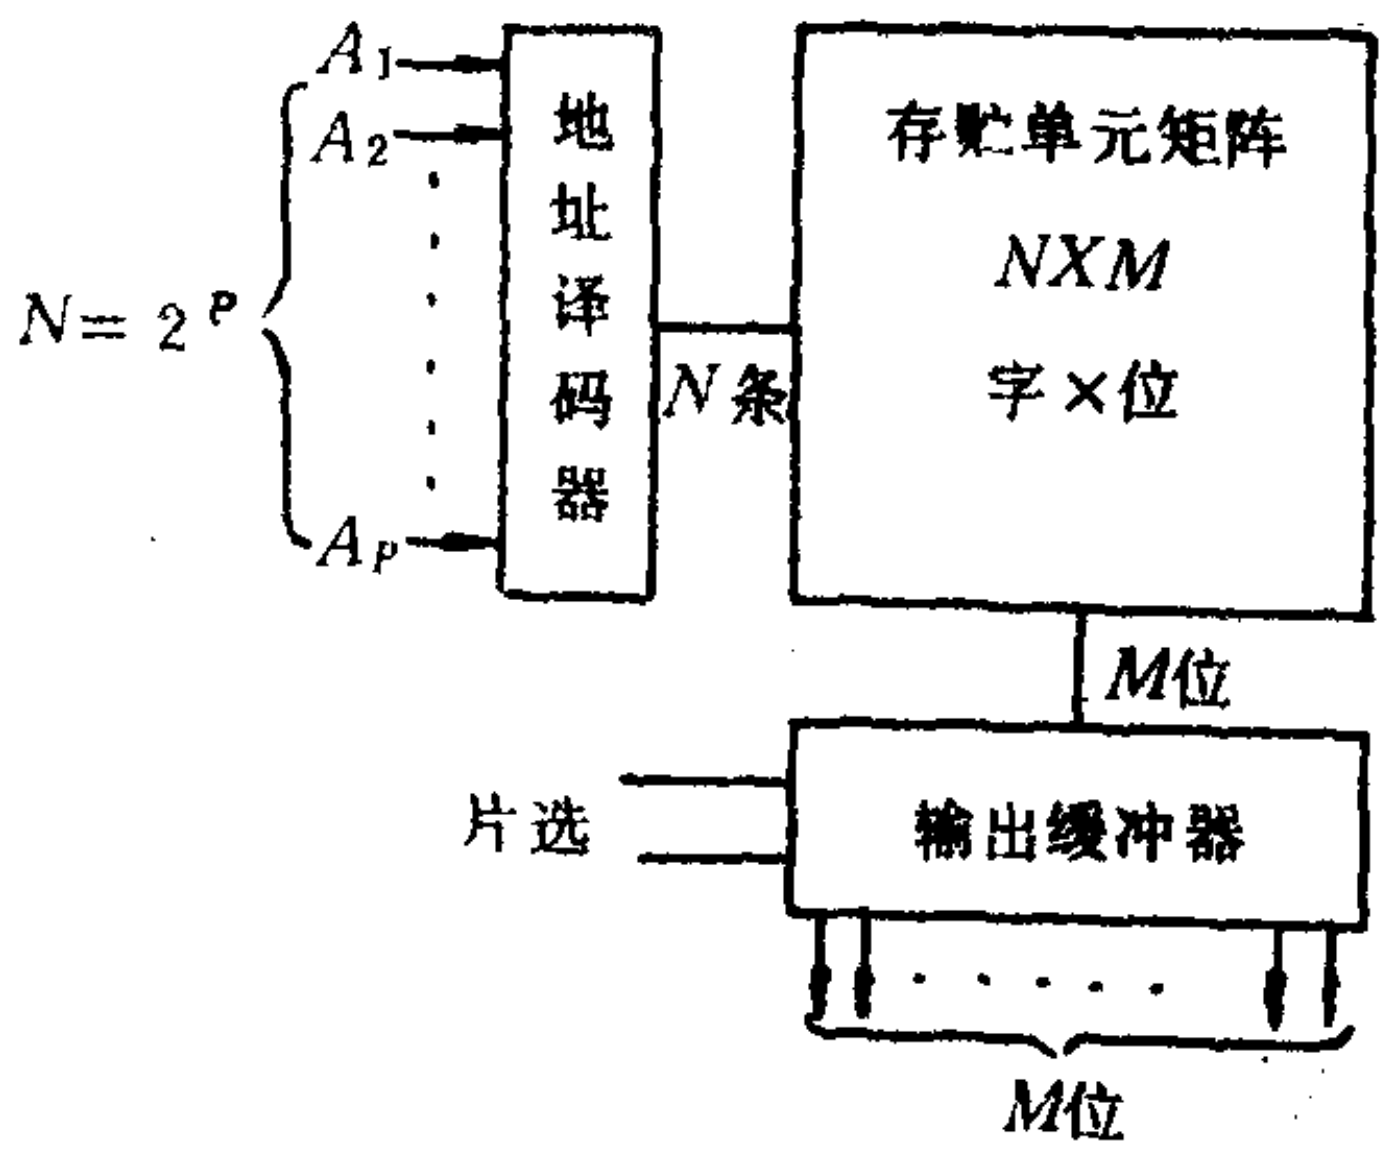 A₁
A₂
N = 2ᴾ
Aₚ
地址译码器
N条
存贮单元矩阵
NXM
字×位
M位
片选
输出缓冲器
M位